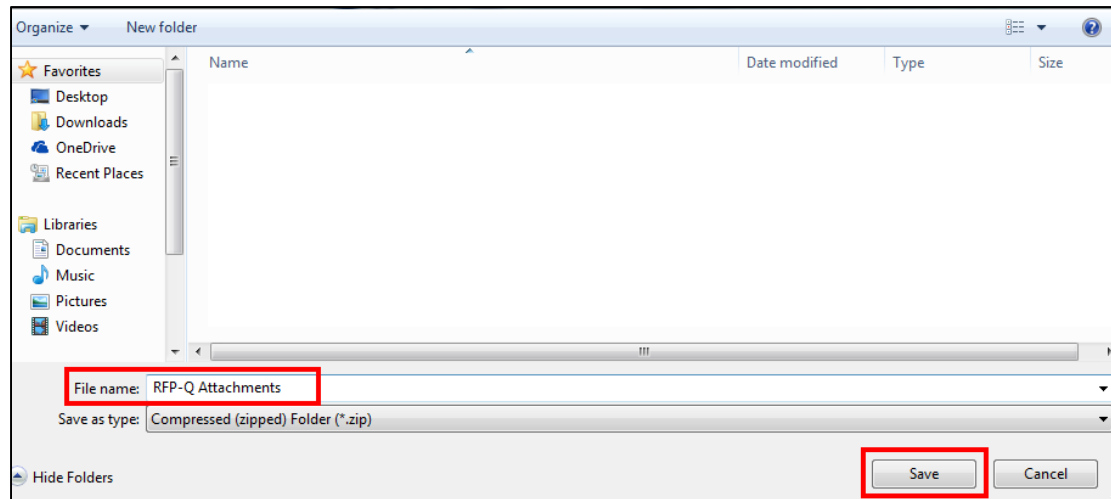 Organize New folder
Name Date modified Type Size
Favorites
Desktop
Downloads
OneDrive
Recent Places
Libraries
Documents
Music
Pictures
Videos
File name: RFP-Q Attachments
Save as type: Compressed (zipped) Folder (*.zip)
Hide Folders Save Cancel